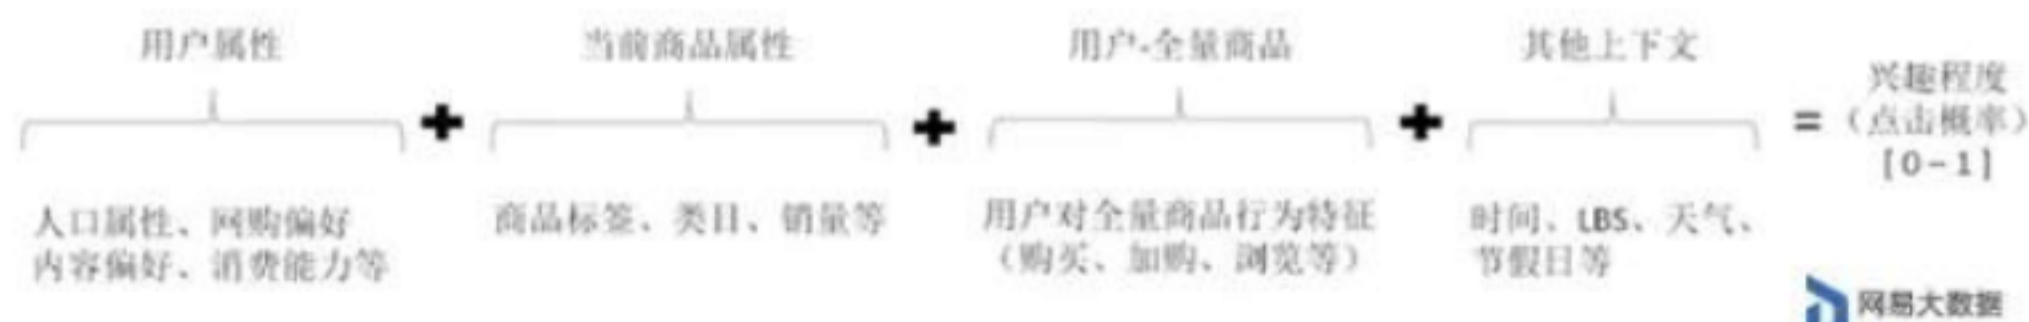 用户属性
当前商品属性
用户-全量商品
其他上下文
人口属性、网购偏好
内容偏好、消费能力等
商品标签、类目、销量等
用户对全量商品行为特征
（购买、加购、浏览等）
时间、LBS、天气、
节假日等
= 兴趣程度
（点击概率）
[0-1]
网易大数据